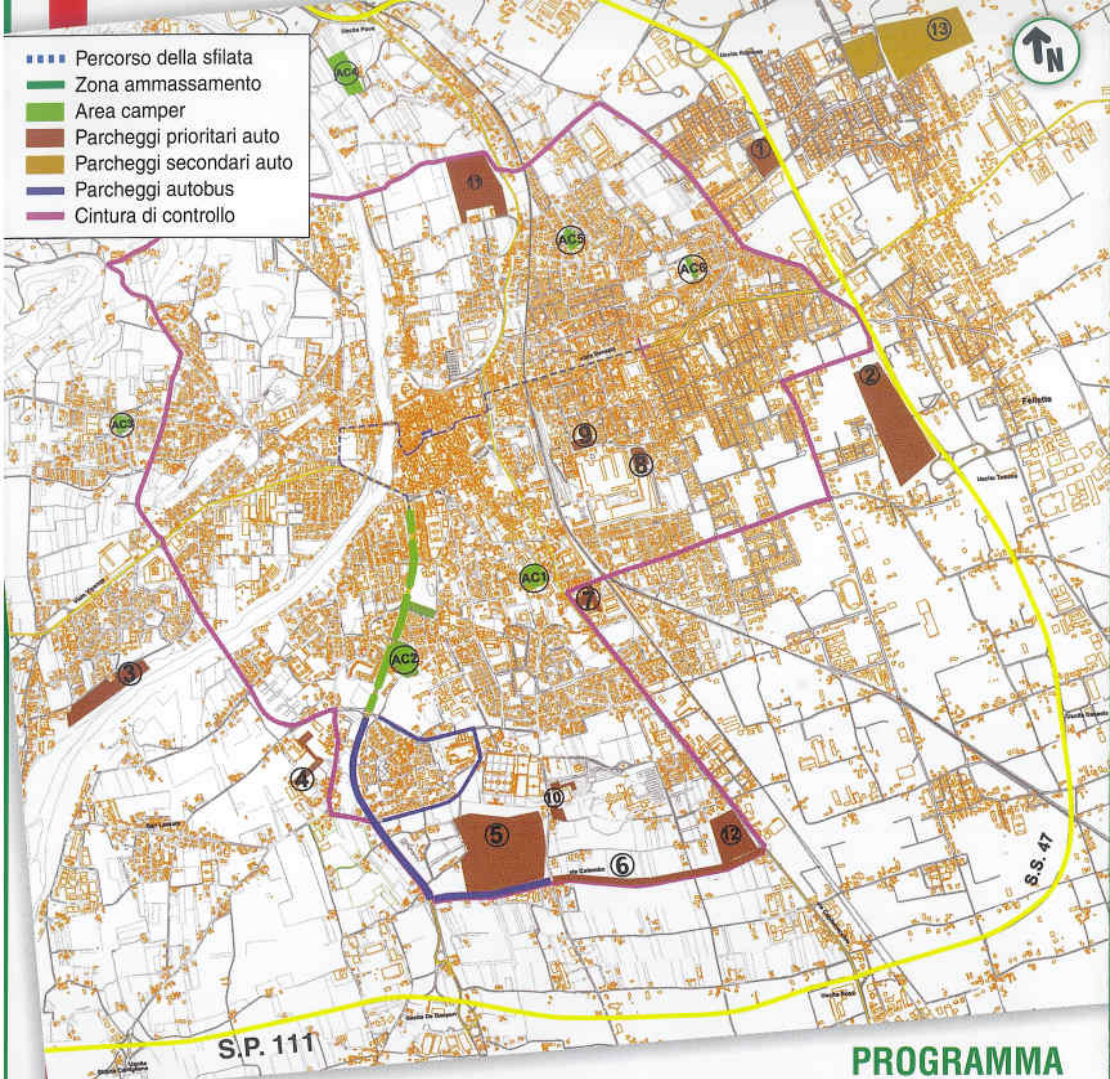 Percorso della sfilata
Zona ammassamento
Area camper
Parcheggi prioritari auto
Parcheggi secondari auto
Parcheggi autobus
Cintura di controllo
N
13
AC4
1
11
AC5
AC6
2
Fellette
AC3
9
8
AC1
7
AC2
3
4
10
5
6
12
S.S. 47
S.P. 111
PROGRAMMA